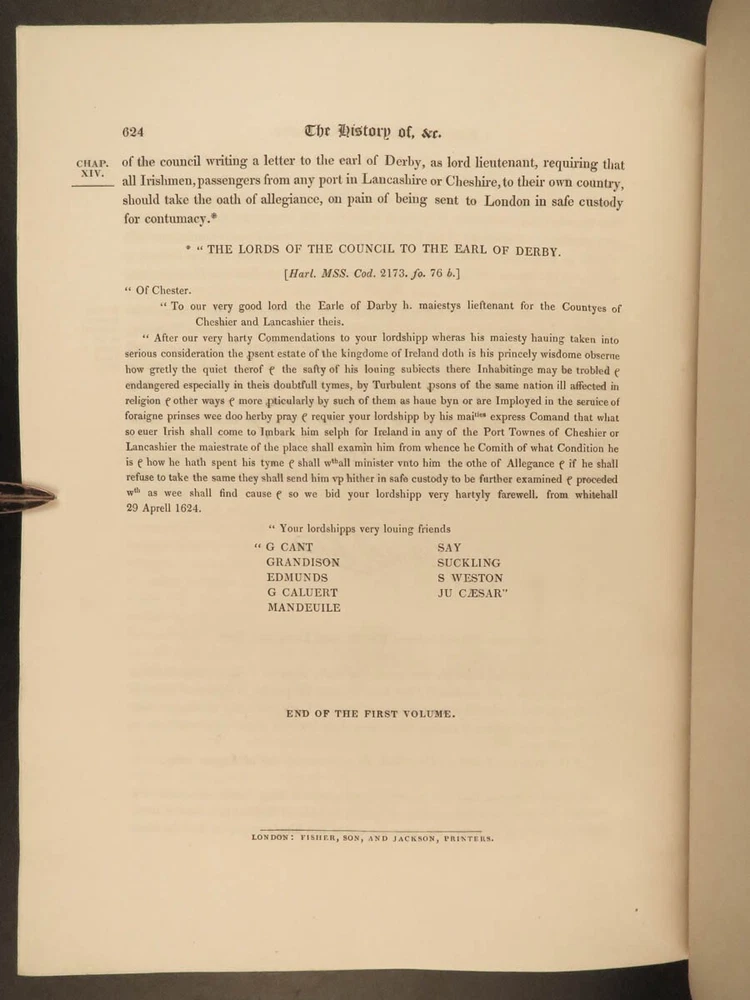 624
The History of, &c.
CHAP.
XIV.
of the council writing a letter to the earl of Derby, as lord lieutenant, requiring that
all Irishmen, passengers from any port in Lancashire or Cheshire, to their own country,
should take the oath of allegiance, on pain of being sent to London in safe custody
for contumacy.*
* “ THE LORDS OF THE COUNCIL TO THE EARL OF DERBY.
[Harl. MSS. Cod. 2173. fo. 76 b.]
“ Of Chester.
“ To our very good lord the Earle of Darby h. maiestys lieftenant for the Countyes of
Cheshier and Lancashier theis.
“ After our very harty Commendations to your lordshipp wheras his maiesty hauing taken into
serious consideration the ꝓsent estate of the kingdome of Ireland doth is his princely wisdome obserue
how gretly the quiet therof ꝭ the safty of his louing subiects there Inhabitinge may be trobled ꝭ
endangered especially in theis doubtfull tymes, by Turbulent ꝓsons of the same nation ill affected in
religion ꝭ other ways ꝭ more ꝓticularly by such of them as haue byn or are Imployed in the seruice of
foraigne prinses wee doo herby pray ꝭ requier your lordshipp by his maiᵗⁱᵉˢ express Comand that what
so euer Irish shall come to Imbark him selph for Ireland in any of the Port Townes of Cheshier or
Lancashier the maiestrate of the place shall examin him from whence he Comith of what Condition he
is ꝭ how he hath spent his tyme ꝭ shall wᵗʰall minister vnto him the othe of Allegance ꝭ if he shall
refuse to take the same they shall send him vp hither in safe custody to be further examined ꝭ proceded
wᵗʰ as wee shall find cause ꝭ so we bid your lordshipp very hartyly farewell. from whitehall
29 Aprell 1624.
“ Your lordshipps very louing friends
“ G CANT SAY
GRANDISON SUCKLING
EDMUNDS S WESTON
G CALUERT JU CÆSAR”
MANDEUILE
END OF THE FIRST VOLUME.
LONDON: FISHER, SON, AND JACKSON, PRINTERS.